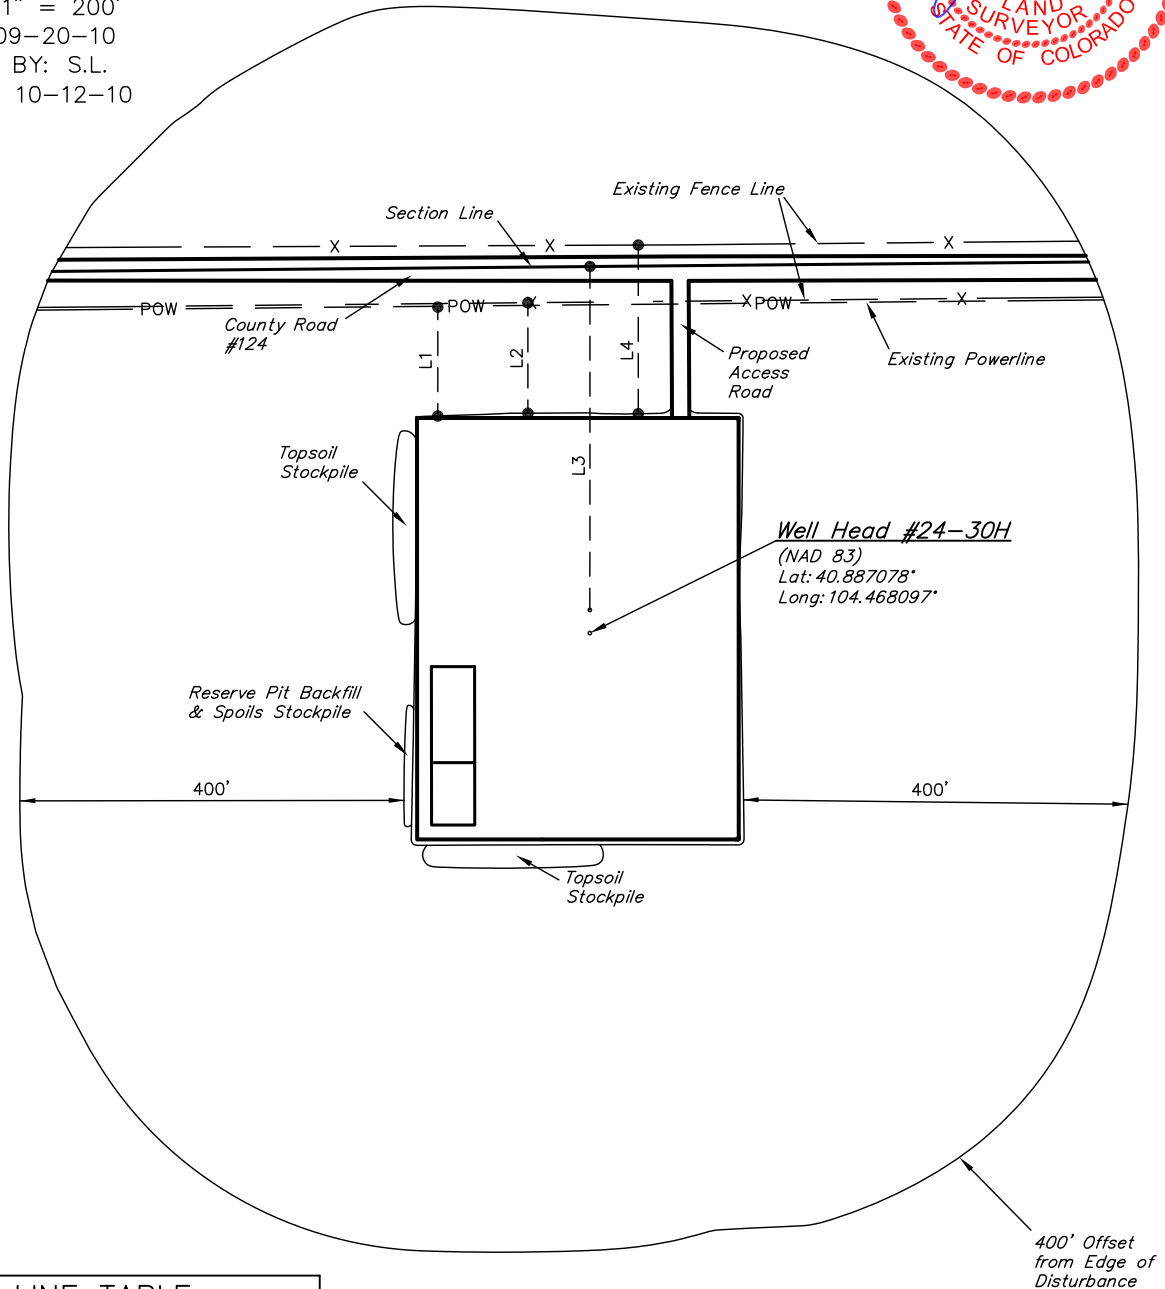 1" = 200'
09-20-10
BY: S.L.
10-12-10
LAND
SURVEYOR
STATE OF COLORADO
Existing Fence Line
Section Line
X X X
POW POW X X POW X
County Road
#124
L1
L2
L4
L3
Proposed
Access
Road
Existing Powerline
Topsoil
Stockpile
Well Head #24-30H
(NAD 83)
Lat: 40.887078°
Long: 104.468097°
Reserve Pit Backfill
& Spoils Stockpile
400'
400'
Topsoil
Stockpile
400' Offset
from Edge of
Disturbance
LINE TABLE